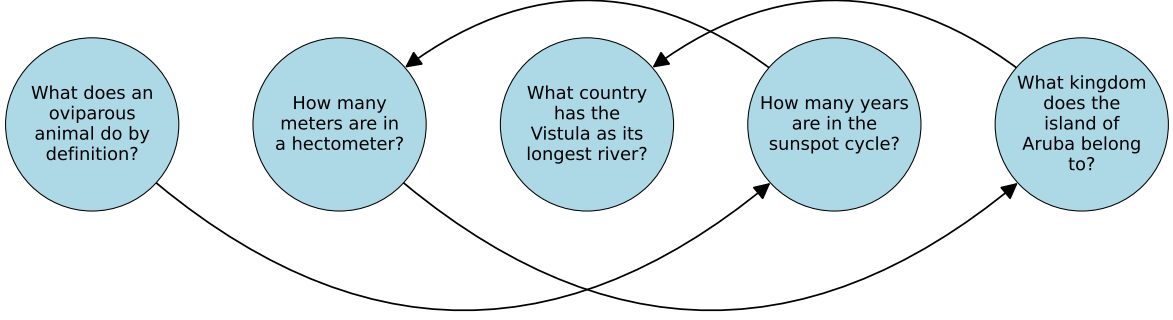 What does an
oviparous
animal do by
definition?
How many
meters are in
a hectometer?
What country
has the
Vistula as its
longest river?
How many years
are in the
sunspot cycle?
What kingdom
does the
island of
Aruba belong
to?